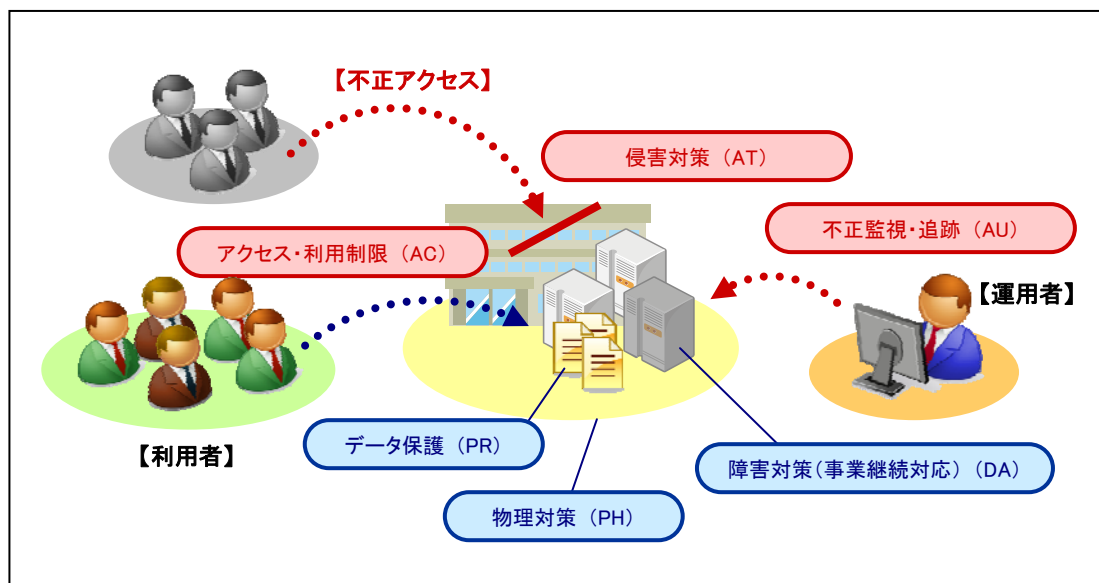 【不正アクセス】
侵害対策（AT）
不正監視・追跡（AU）
アクセス・利用制限（AC）
【運用者】
【利用者】
データ保護（PR）
障害対策（事業継続対応）（DA）
物理対策（PH）